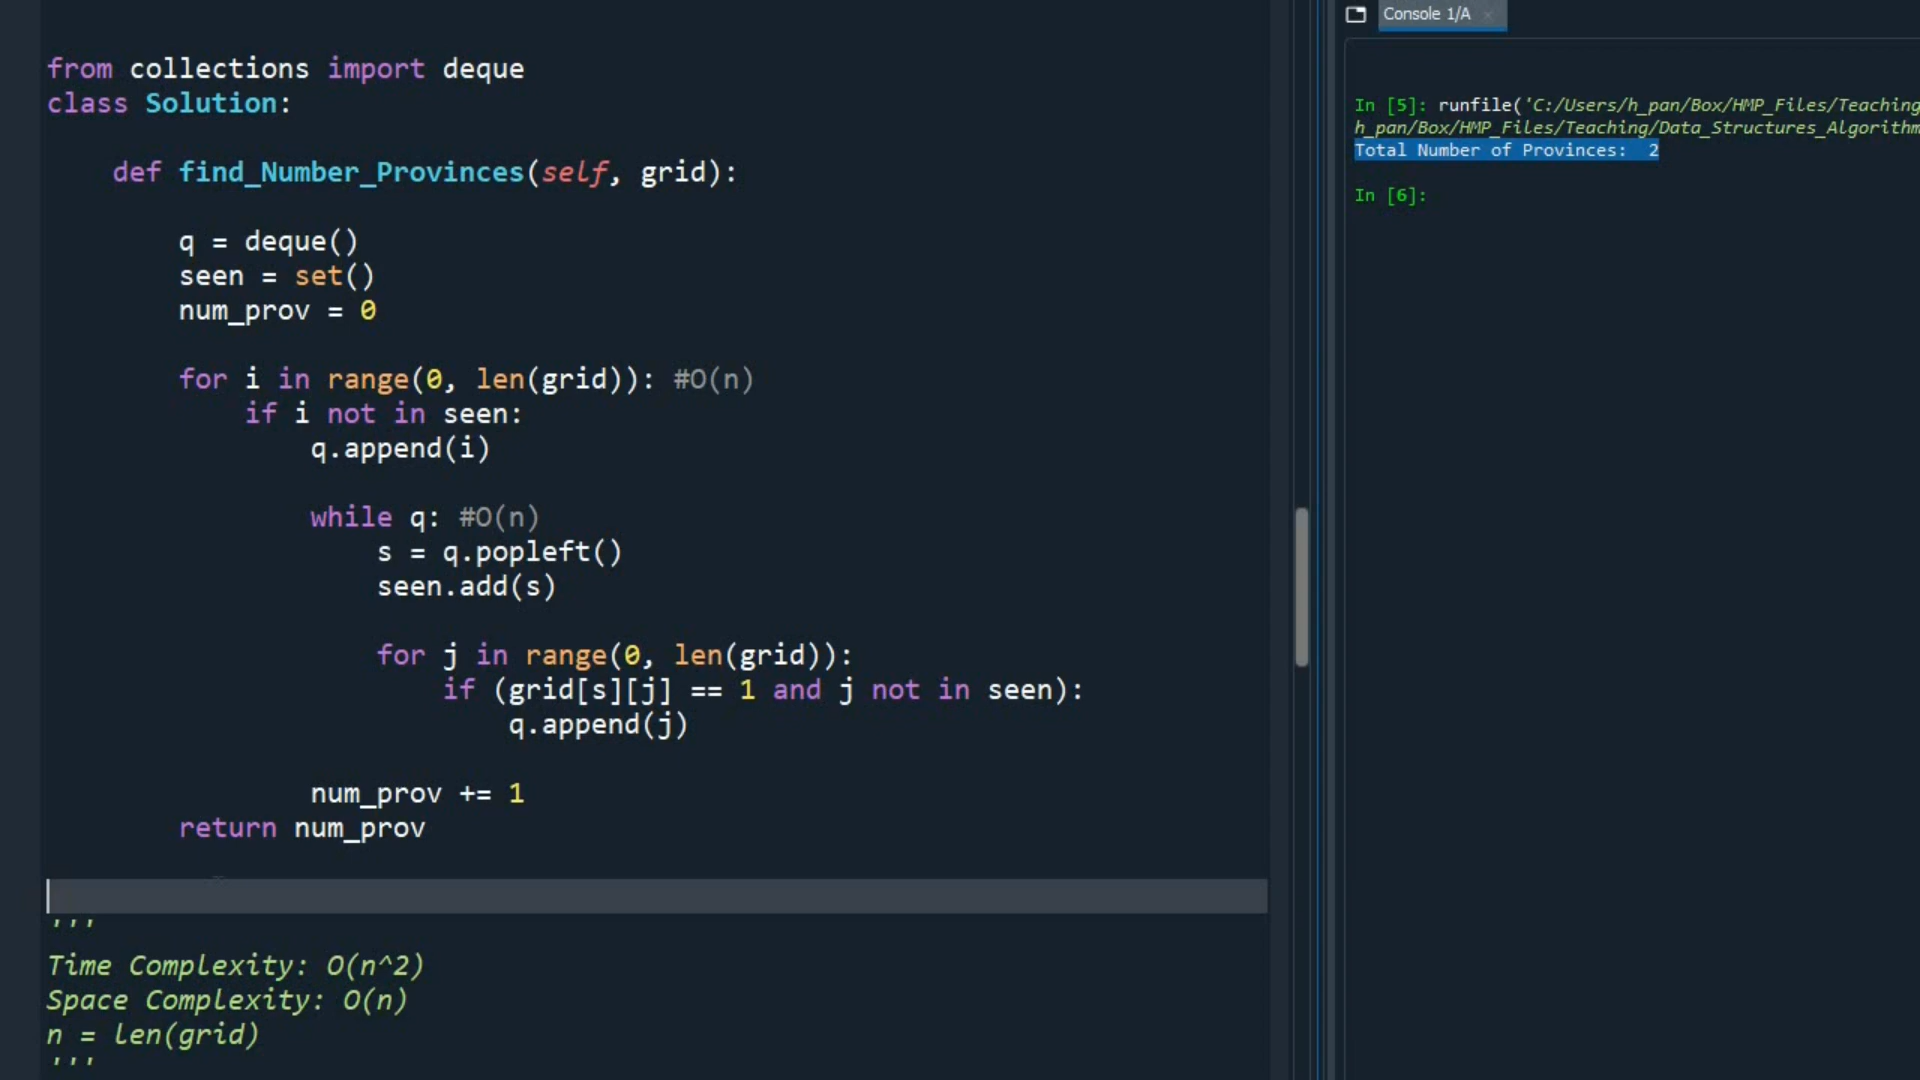 from collections import deque
class Solution:
def find_Number_Provinces(self, grid):
q = deque()
seen = set()
num_prov = 0
for i in range(0, len(grid)): #O(n)
if i not in seen:
q.append(i)
while q: #O(n)
s = q.popleft()
seen.add(s)
for j in range(0, len(grid)):
if (grid[s][j] == 1 and j not in seen):
q.append(j)
num_prov += 1
return num_prov
'''
Time Complexity: O(n^2)
Space Complexity: O(n)
n = len(grid)
'''
Console 1/A
In [5]: runfile('C:/Users/h_pan/Box/HMP_Files/Teaching
h_pan/Box/HMP_Files/Teaching/Data_Structures_Algorithm
Total Number of Provinces: 2
In [6]: